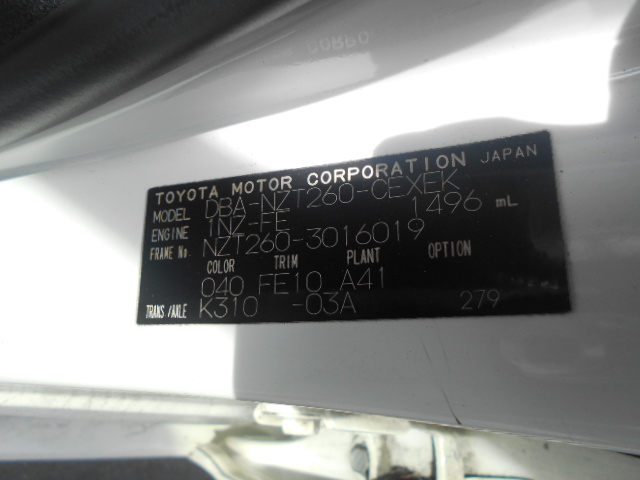 TOYOTA MOTOR CORPORATION JAPAN
MODEL DBA-NZT260-CEXEK
ENGINE 1NZ-FE 1496 mL
FRAME No. NZT260-3016019
COLOR TRIM PLANT OPTION
040 FE10 A41
TRANS/AXLE K310 -03A 279